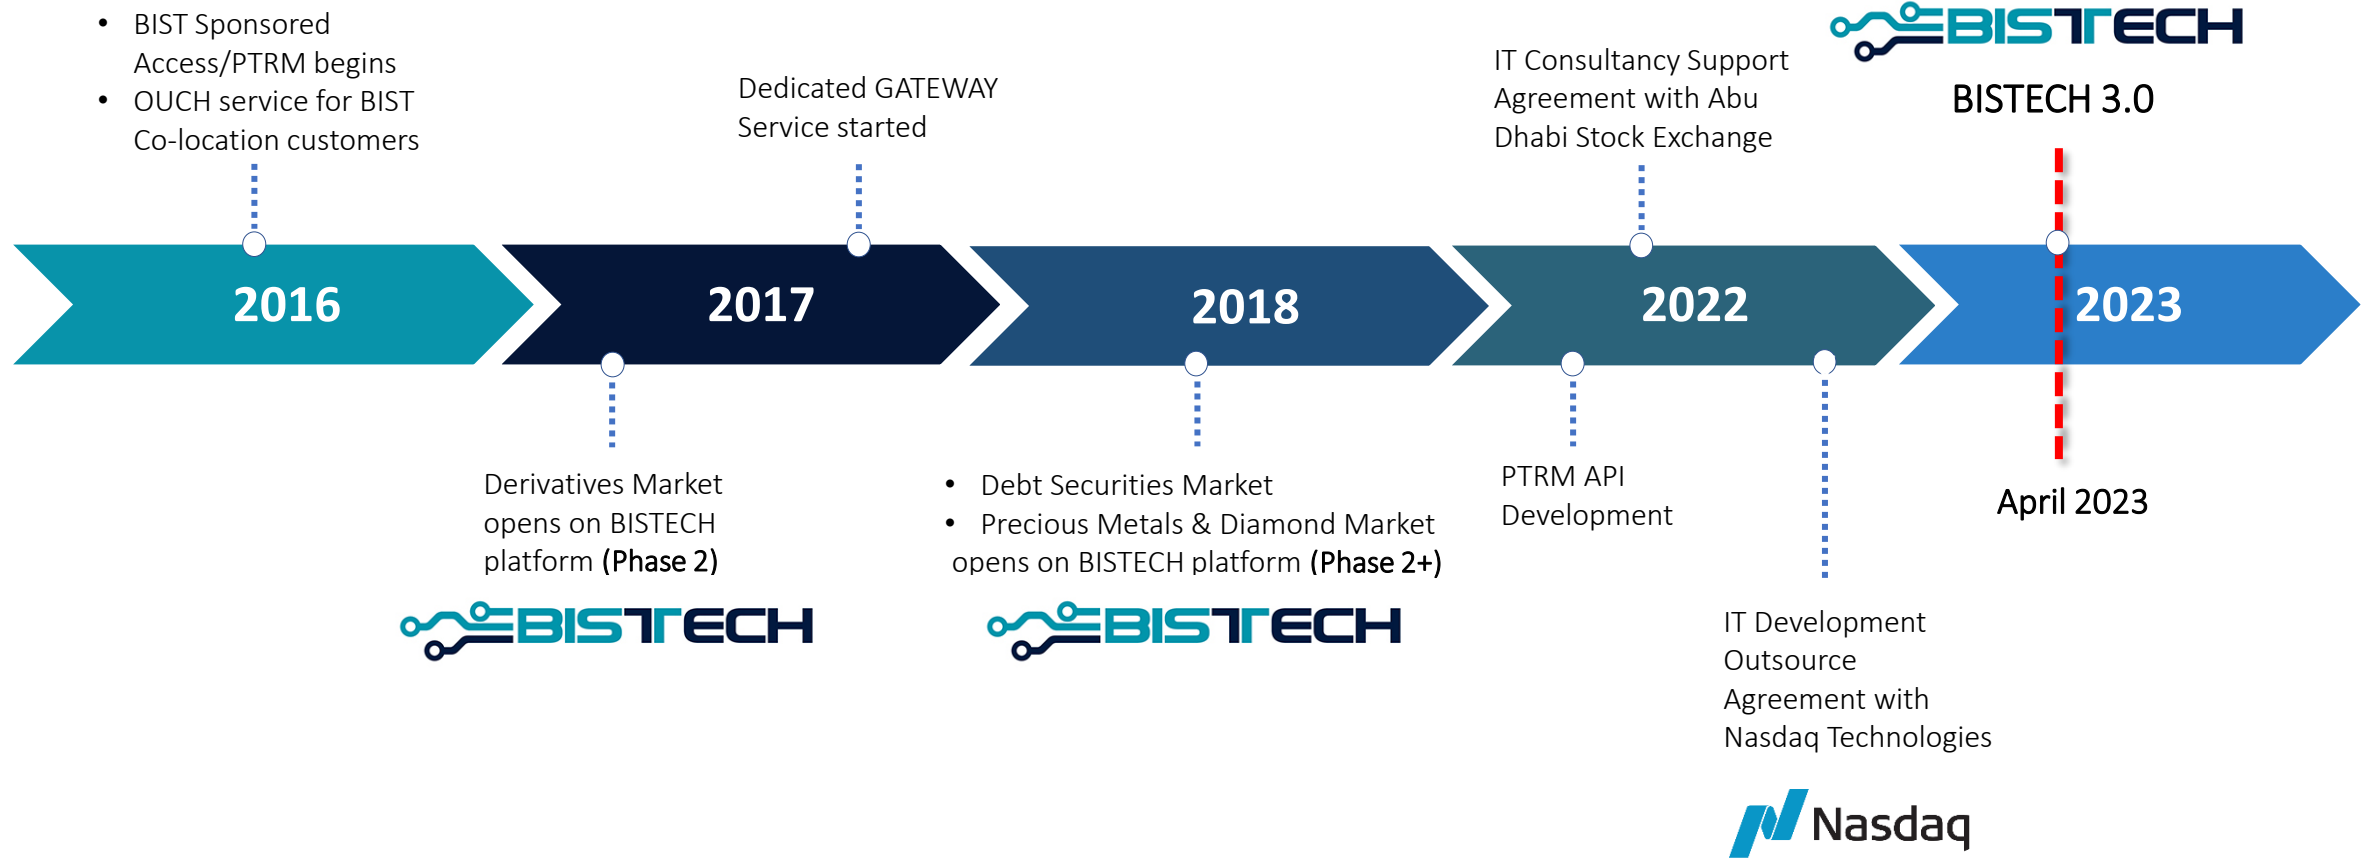 • BIST Sponsored
Access/PTRM begins
• OUCH service for BIST
Co-location customers
Dedicated GATEWAY
Service started
IT Consultancy Support
Agreement with Abu
Dhabi Stock Exchange
BISTECH
BISTECH 3.0
2016
2017
2018
2022
2023
Derivatives Market
opens on BISTECH
platform (Phase 2)
BISTECH
• Debt Securities Market
• Precious Metals & Diamond Market
opens on BISTECH platform (Phase 2+)
BISTECH
PTRM API
Development
IT Development
Outsource
Agreement with
Nasdaq Technologies
Nasdaq
April 2023